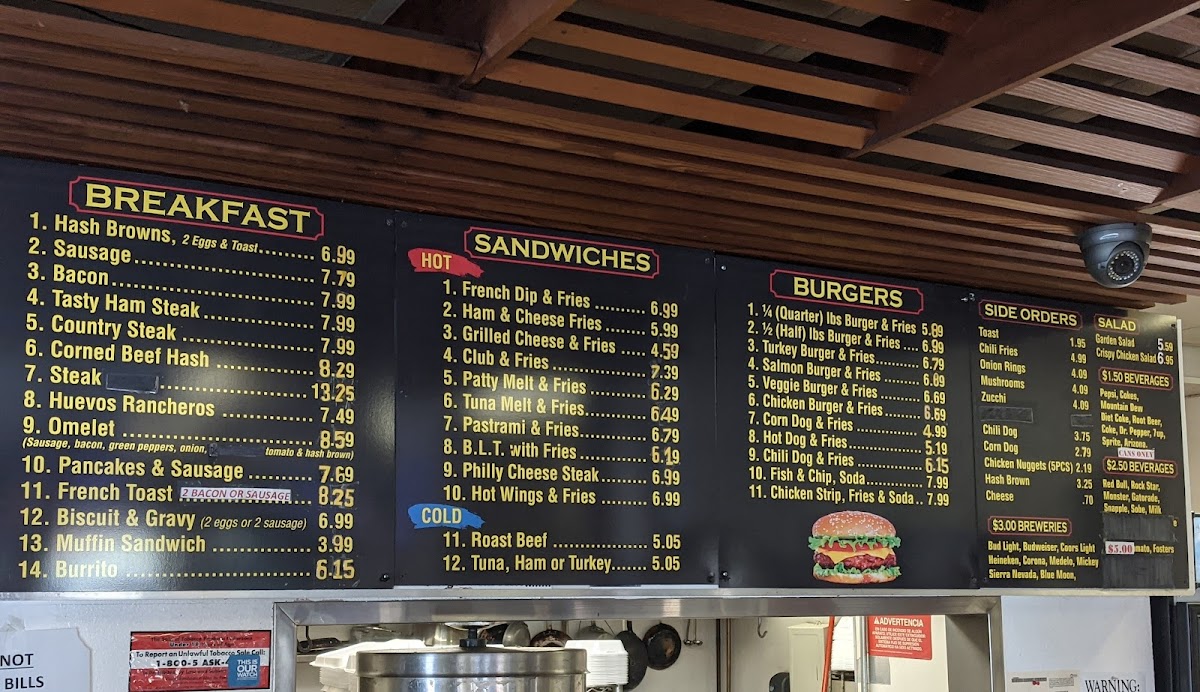 BREAKFAST
1. Hash Browns, 2 Eggs & Toast 6.99
2. Sausage 7.79
3. Bacon 7.99
4. Tasty Ham Steak 7.99
5. Country Steak 7.99
6. Corned Beef Hash 8.29
7. Steak 13.25
8. Huevos Rancheros 7.49
9. Omelet 8.59
(Sausage, bacon, green peppers, onion, tomato & hash brown)
10. Pancakes & Sausage 7.69
11. French Toast 2 BACON OR SAUSAGE 8.25
12. Biscuit & Gravy (2 eggs or 2 sausage) 6.99
13. Muffin Sandwich 3.99
14. Burrito 6.15
SANDWICHES
HOT
1. French Dip & Fries 6.99
2. Ham & Cheese Fries 5.99
3. Grilled Cheese & Fries 4.59
4. Club & Fries 7.39
5. Patty Melt & Fries 6.29
6. Tuna Melt & Fries 6.49
7. Pastrami & Fries 6.79
8. B.L.T. with Fries 6.19
9. Philly Cheese Steak 6.99
10. Hot Wings & Fries 6.99
COLD
11. Roast Beef 5.05
12. Tuna, Ham or Turkey 5.05
BURGERS
1. ¼ (Quarter) lbs Burger & Fries 5.89
2. ½ (Half) lbs Burger & Fries 6.99
3. Turkey Burger & Fries 6.79
4. Salmon Burger & Fries 6.69
5. Veggie Burger & Fries 6.69
6. Chicken Burger & Fries 6.69
7. Corn Dog & Fries 4.99
8. Hot Dog & Fries 5.19
9. Chili Dog & Fries 6.15
10. Fish & Chip, Soda 7.99
11. Chicken Strip, Fries & Soda 7.99
SIDE ORDERS
Toast 1.95
Chili Fries 4.99
Onion Rings 4.09
Mushrooms 4.09
Zucchi 4.09
Chili Dog 3.75
Corn Dog 2.79
Chicken Nuggets (5PCS) 2.19
Hash Brown 3.25
Cheese .70
$3.00 BREWERIES
Bud Light, Budweiser, Coors Light
Heineken, Corona, Medelo, Mickey
Sierra Nevada, Blue Moon,
SALAD
Garden Salad 5.59
Crispy Chicken Salad 6.95
$1.50 BEVERAGES
Pepsi, Cokes,
Mountain Dew
Diet Coke, Root Beer,
Coke, Dr. Pepper, 7up,
Sprite, Arizona.
CANS ONLY
$2.50 BEVERAGES
Red Bull, Rock Star,
Monster, Gatorade,
Snapple, Sobe, Milk
$5.00 mato, Fosters
NOT
BILLS
To Report an Unlawful Tobacco Sale Call:
1-800-5 ASK-4
THIS IS
OUR
WATCH
ADVERTENCIA
WARNING: